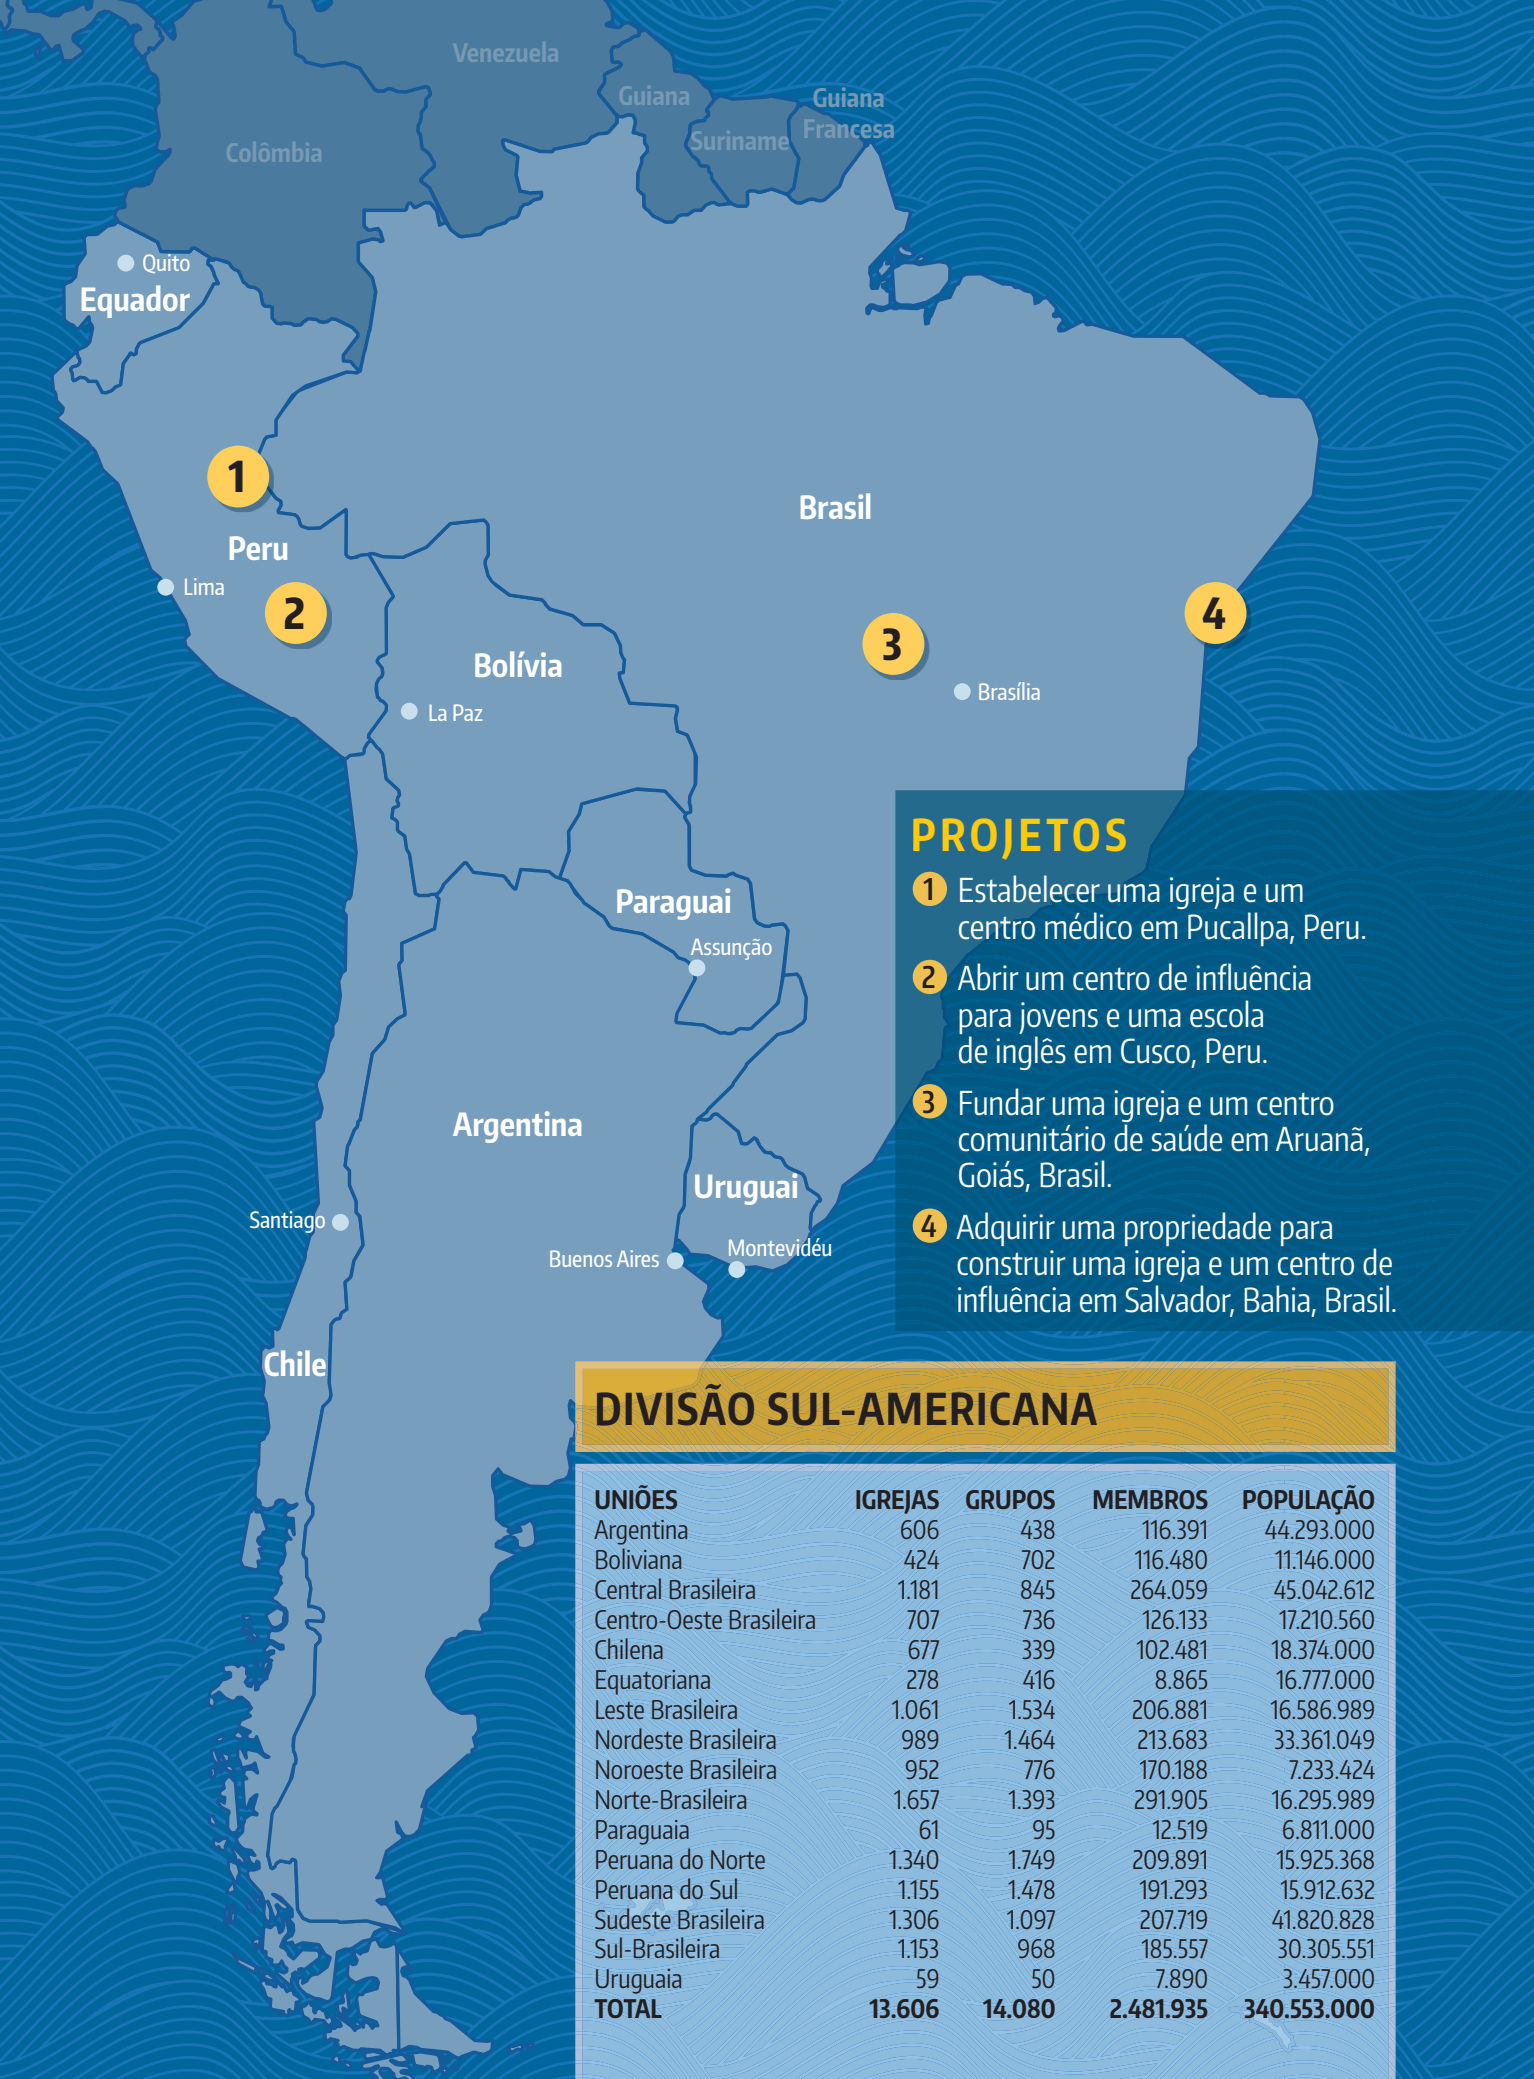 Venezuela
Guiana
Guiana
Francesa
Suriname
Colômbia
Quito
Equador
1
Brasil
Peru
Lima
2
4
3
Bolívia
Brasília
La Paz
PROJETOS
1 Estabelecer uma igreja e um
centro médico em Pucallpa, Peru.
2 Abrir um centro de influência
para jovens e uma escola
de inglês em Cusco, Peru.
3 Fundar uma igreja e um centro
comunitário de saúde em Aruanã,
Goiás, Brasil.
4 Adquirir uma propriedade para
construir uma igreja e um centro de
influência em Salvador, Bahia, Brasil.
Paraguai
Assunção
Argentina
Uruguai
Santiago
Buenos Aires
Montevidéu
Chile
DIVISÃO SUL-AMERICANA
UNIÕES IGREJAS GRUPOS MEMBROS POPULAÇÃO
Argentina 606 438 116.391 44.293.000
Boliviana 424 702 116.480 11.146.000
Central Brasileira 1.181 845 264.059 45.042.612
Centro-Oeste Brasileira 707 736 126.133 17.210.560
Chilena 677 339 102.481 18.374.000
Equatoriana 278 416 8.865 16.777.000
Leste Brasileira 1.061 1.534 206.881 16.586.989
Nordeste Brasileira 989 1.464 213.683 33.361.049
Noroeste Brasileira 952 776 170.188 7.233.424
Norte-Brasileira 1.657 1.393 291.905 16.295.989
Paraguaia 61 95 12.519 6.811.000
Peruana do Norte 1.340 1.749 209.891 15.925.368
Peruana do Sul 1.155 1.478 191.293 15.912.632
Sudeste Brasileira 1.306 1.097 207.719 41.820.828
Sul-Brasileira 1.153 968 185.557 30.305.551
Uruguaia 59 50 7.890 3.457.000
TOTAL 13.606 14.080 2.481.935 340.553.000